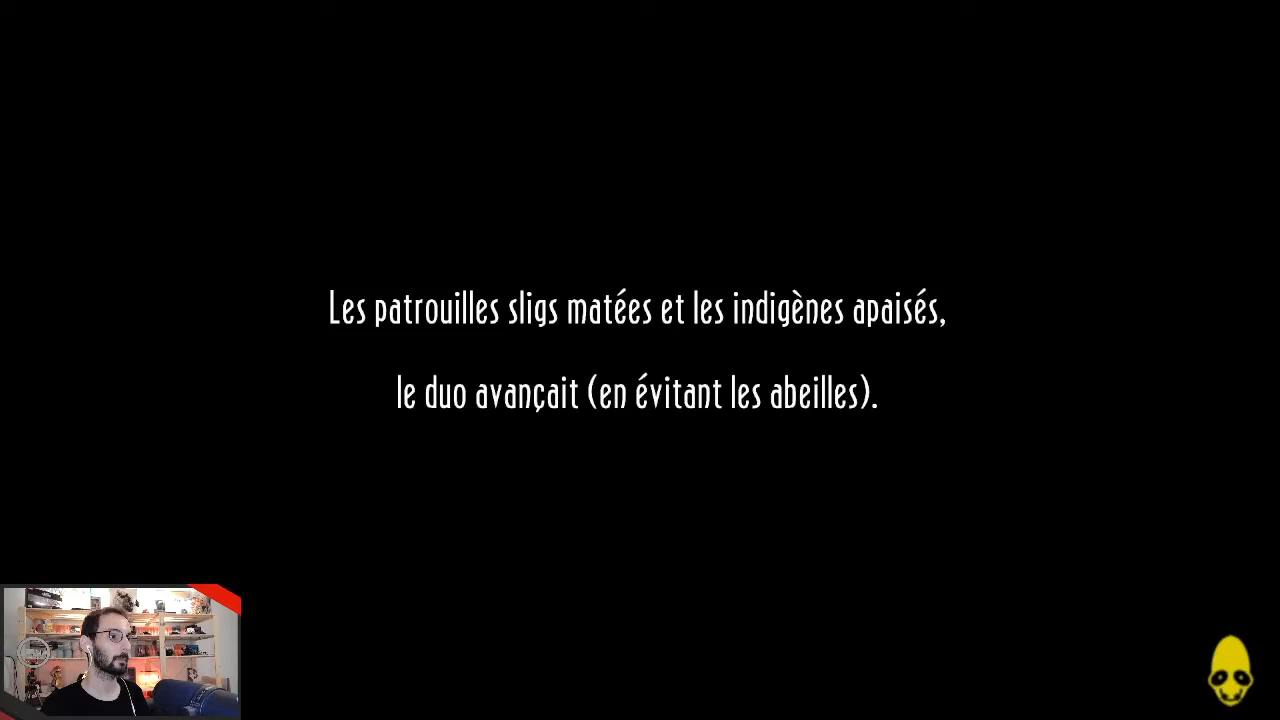 Les patrouilles sligs matées et les indigènes apaisés,
le duo avançait (en évitant les abeilles).